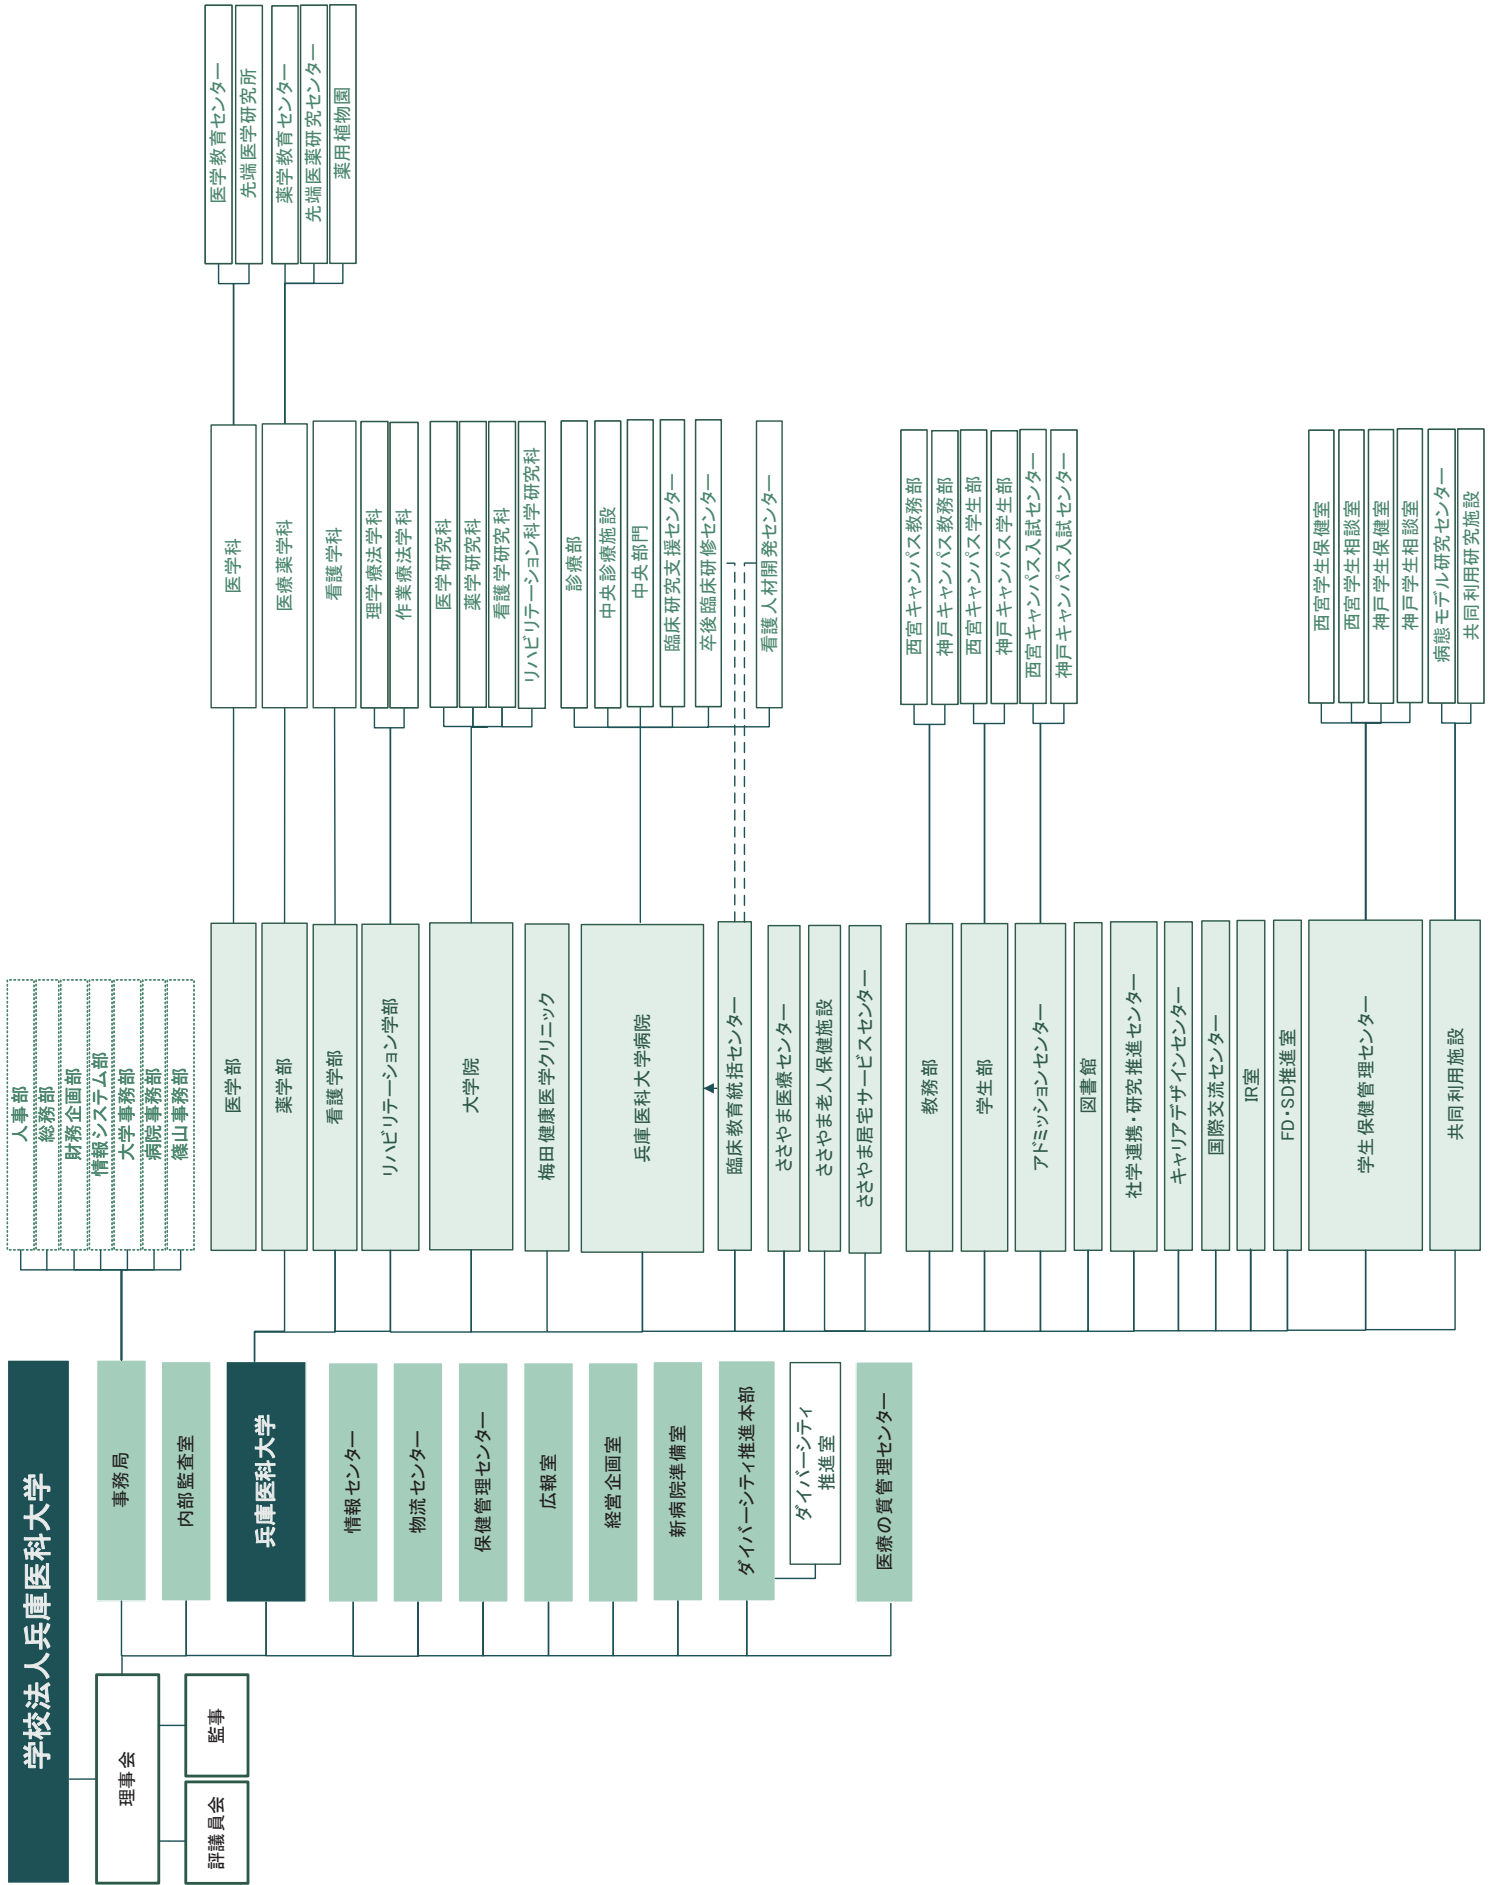 学校法人兵庫医科大学
理事会
評議員会
監事
事務局
内部監査室
兵庫医科大学
情報センター
物流センター
保健管理センター
広報室
経営企画室
新病院準備室
ダイバーシティ推進本部
ダイバーシティ
推進室
医療の質管理センター
人事部
総務部
財務企画部
情報システム部
大学事務部
病院事務部
篠山事務部
医学部
薬学部
看護学部
リハビリテーション学部
大学院
梅田健康医学クリニック
兵庫医科大学病院
臨床教育統括センター
ささやま医療センター
ささやま老人保健施設
ささやま居宅サービスセンター
教務部
学生部
アドミッションセンター
図書館
社学連携・研究推進センター
キャリアデザインセンター
国際交流センター
IR室
FD・SD推進室
学生保健管理センター
共同利用施設
医学科
医療薬学科
看護学科
理学療法学科
作業療法学科
医学研究科
薬学研究科
看護学研究科
リハビリテーション科学研究科
診療部
中央診療施設
中央部門
臨床研究支援センター
卒後臨床研修センター
看護人材開発センター
西宮キャンパス教務部
神戸キャンパス教務部
西宮キャンパス学生部
神戸キャンパス学生部
西宮キャンパス入試センター
神戸キャンパス入試センター
西宮学生保健室
西宮学生相談室
神戸学生保健室
神戸学生相談室
病態モデル研究センター
共同利用研究施設
医学教育センター
先端医学研究所
薬学教育センター
先端医薬研究センター
薬用植物園